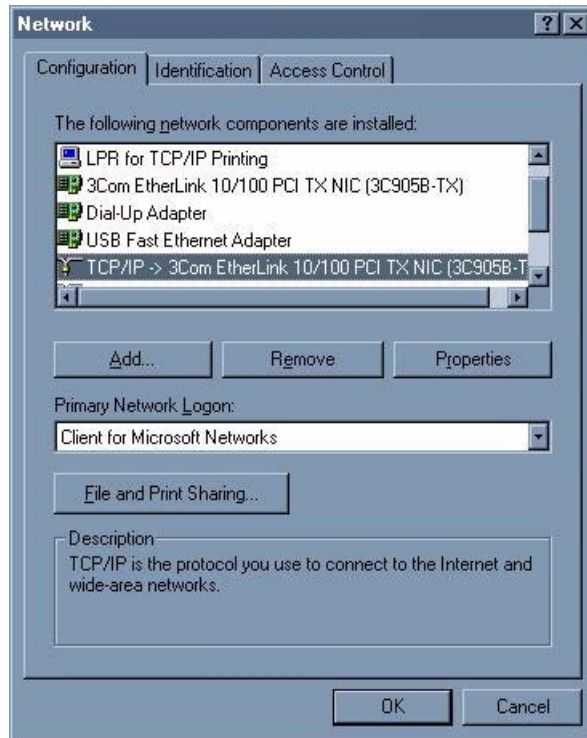 Network
Configuration
Identification
Access Control
The following network components are installed:
LPR for TCP/IP Printing
3Com EtherLink 10/100 PCI TX NIC (3C905B-TX)
Dial-Up Adapter
USB Fast Ethernet Adapter
TCP/IP -> 3Com EtherLink 10/100 PCI TX NIC (3C905B-T
Add...
Remove
Properties
Primary Network Logon:
Client for Microsoft Networks
File and Print Sharing...
Description
TCP/IP is the protocol you use to connect to the Internet and
wide-area networks.
OK
Cancel